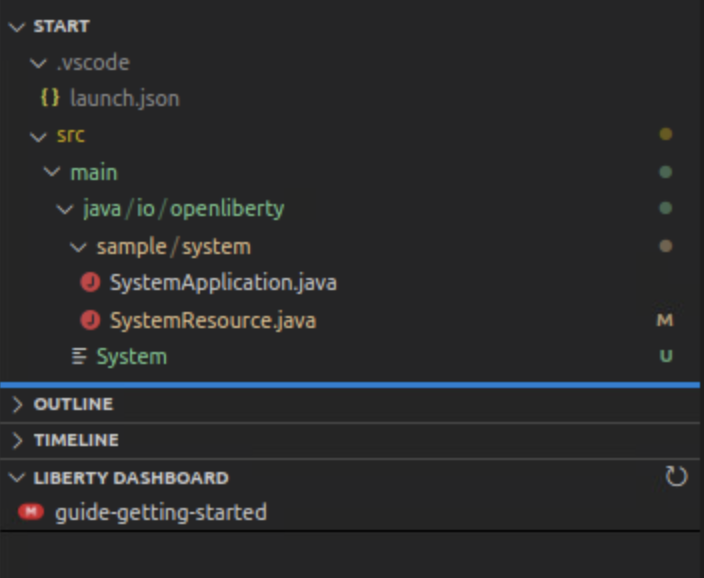 START
.vscode
{} launch.json
src
main
java/io/openliberty
sample/system
J SystemApplication.java
J SystemResource.java M
System U
OUTLINE
TIMELINE
LIBERTY DASHBOARD
M guide-getting-started